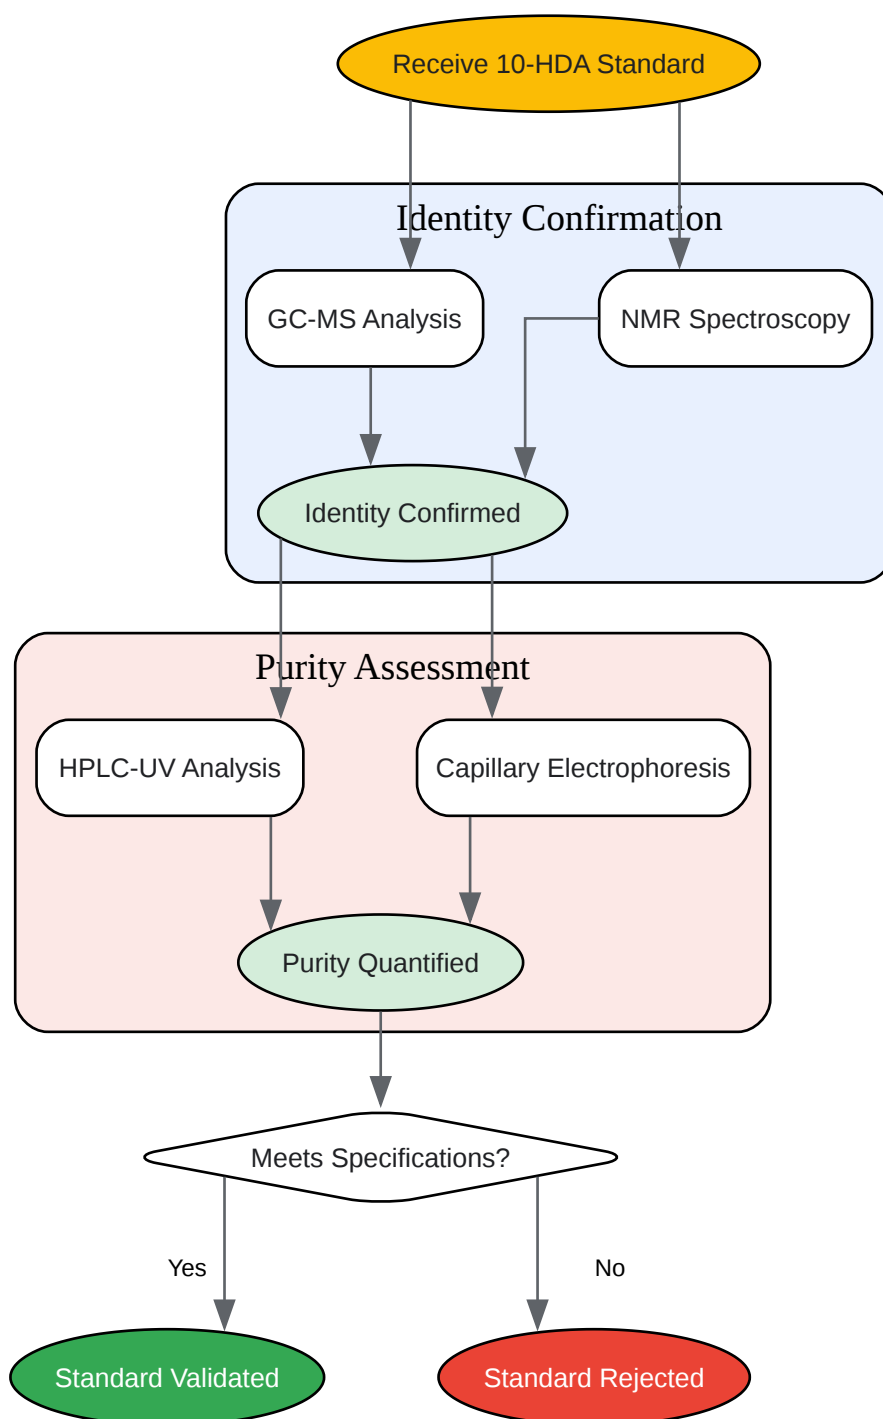 Receive 10-HDA Standard
Identity Confirmation
GC-MS Analysis
NMR Spectroscopy
Identity Confirmed
Purity Assessment
HPLC-UV Analysis
Capillary Electrophoresis
Purity Quantified
Meets Specifications?
Yes
No
Standard Validated
Standard Rejected